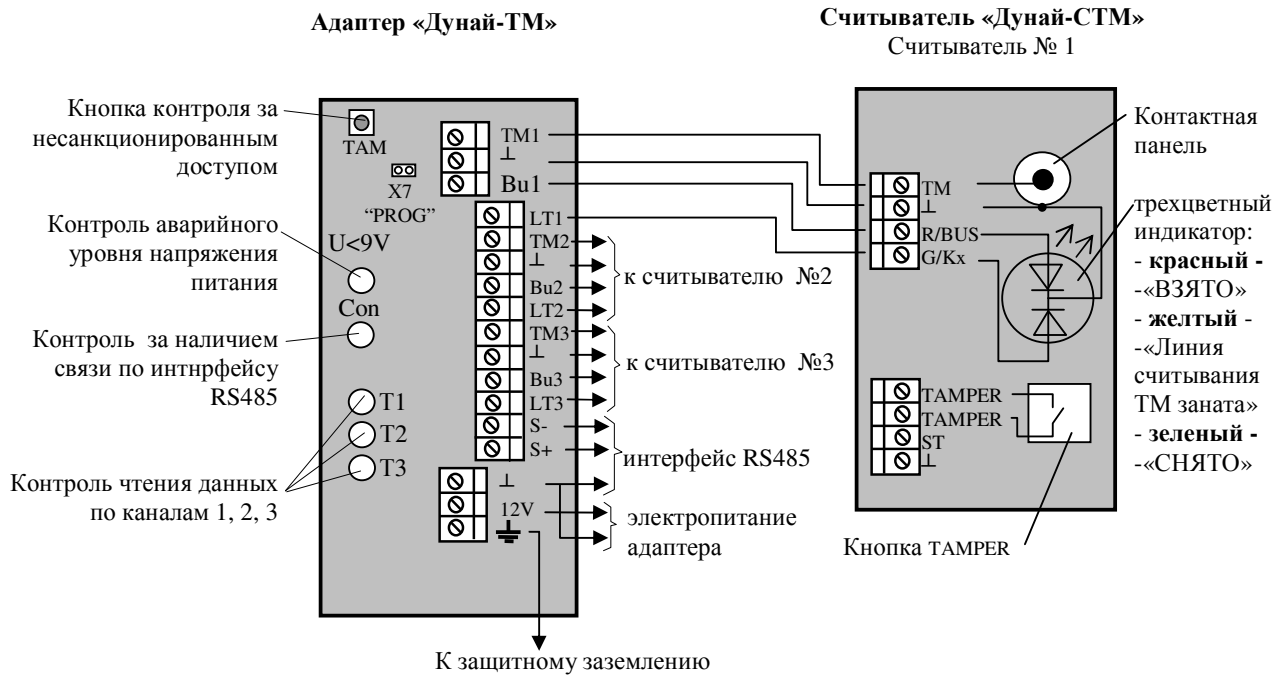 Адаптер «Дунай-ТМ»
Считыватель «Дунай-СТМ»
Считыватель № 1
Кнопка контроля за
несанкционированным
доступом
Контроль аварийного
уровня напряжения
питания
Контроль за наличием
связи по интнрфейсу
RS485
Контроль чтения данных
по каналам 1, 2, 3
TAM
X7
“PROG”
U<9V
Con
T1
T2
T3
TM1
⊥
Bu1
LT1
TM2
⊥
Bu2
LT2
TM3
⊥
Bu3
LT3
S-
S+
⊥
12V
к считывателю №2
к считывателю №3
интерфейс RS485
электропитание
адаптера
К защитному заземлению
TM
⊥
R/BUS
G/Kx
TAMPER
TAMPER
ST
⊥
Кнопка TAMPER
Контактная
панель
трехцветный
индикатор:
- красный -
-«ВЗЯТО»
- желтый -
-«Линия
считывания
ТМ заната»
- зеленый -
-«СНЯТО»